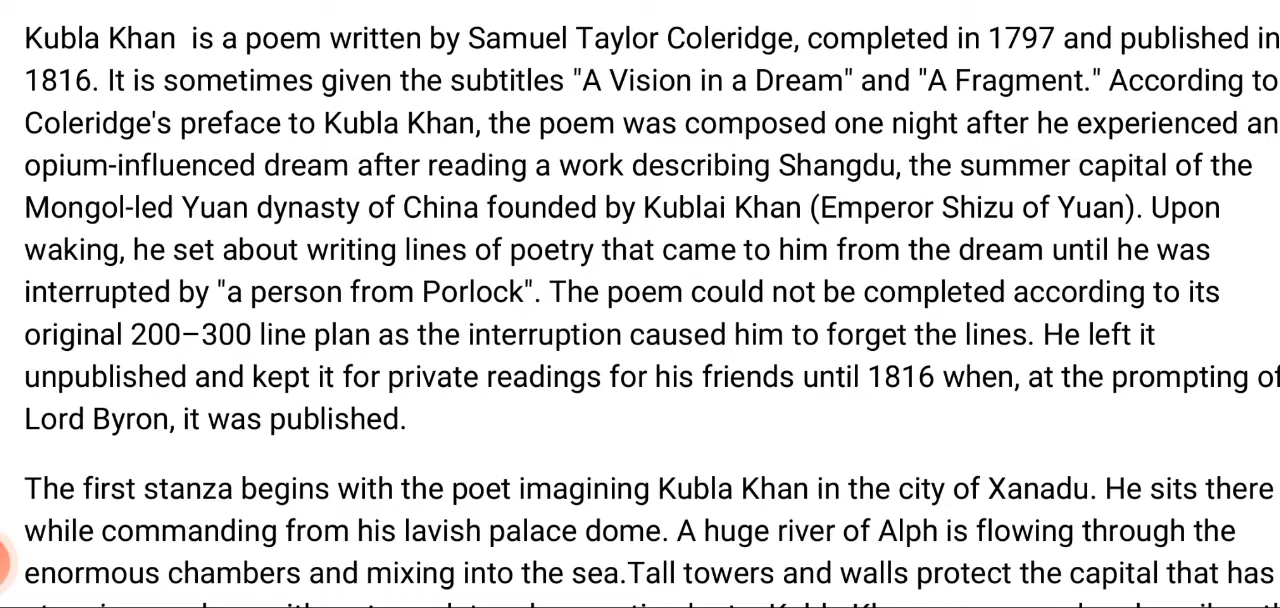 Kubla Khan  is a poem written by Samuel Taylor Coleridge, completed in 1797 and published in
1816. It is sometimes given the subtitles "A Vision in a Dream" and "A Fragment." According to
Coleridge's preface to Kubla Khan, the poem was composed one night after he experienced an
opium-influenced dream after reading a work describing Shangdu, the summer capital of the
Mongol-led Yuan dynasty of China founded by Kublai Khan (Emperor Shizu of Yuan). Upon
waking, he set about writing lines of poetry that came to him from the dream until he was
interrupted by "a person from Porlock". The poem could not be completed according to its
original 200–300 line plan as the interruption caused him to forget the lines. He left it
unpublished and kept it for private readings for his friends until 1816 when, at the prompting of
Lord Byron, it was published.
The first stanza begins with the poet imagining Kubla Khan in the city of Xanadu. He sits there
while commanding from his lavish palace dome. A huge river of Alph is flowing through the
enormous chambers and mixing into the sea.Tall towers and walls protect the capital that has